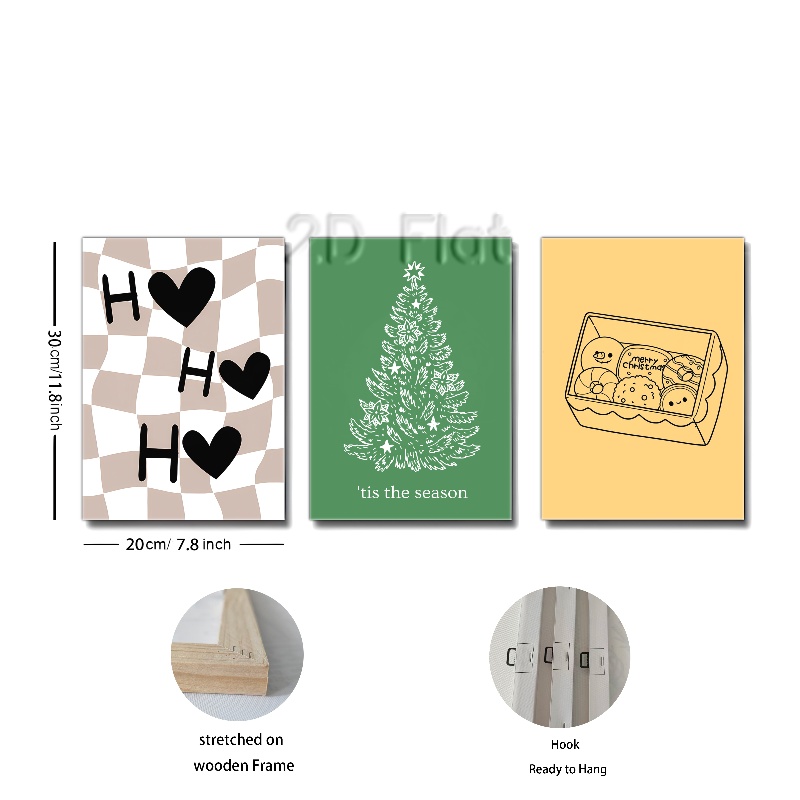 2D Flat
H
H
H
'tis the season
merry
christmas
30cm/11.8inch
20cm/ 7.8 inch
stretched on
wooden Frame
Hook
Ready to Hang